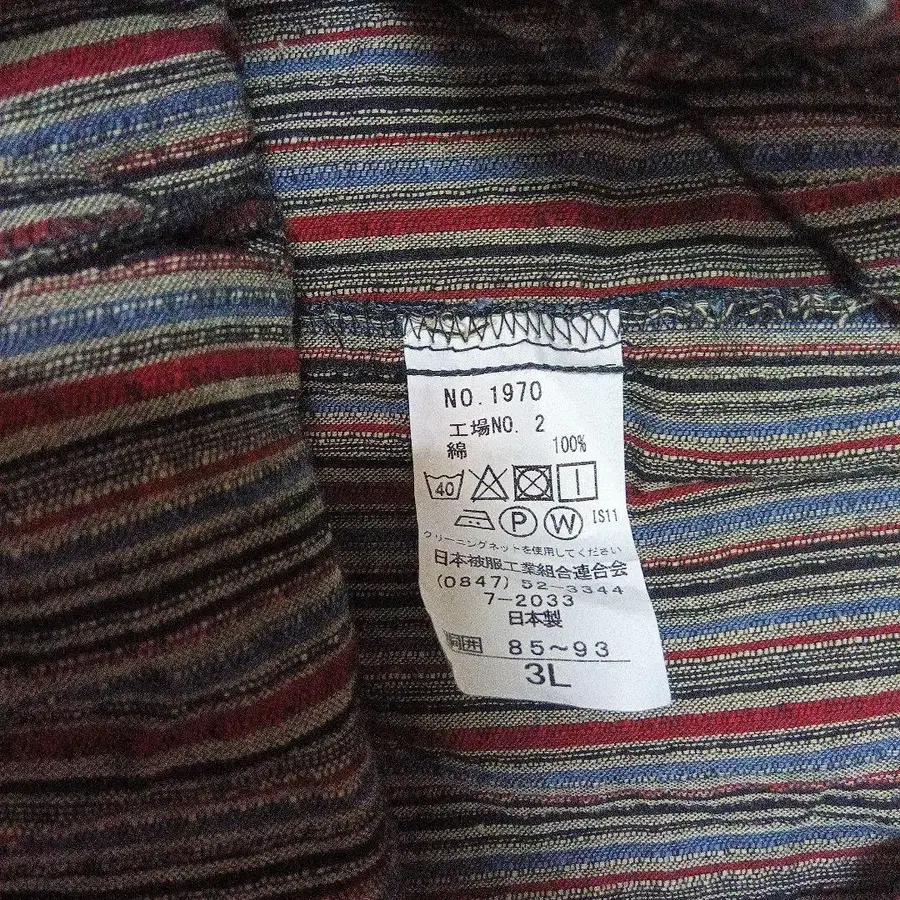 NO.1970
工場NO. 2
綿 100%
40
P W IS11
クリーニングネットを使用してください
日本被服工業組合連合会
(0847) 52-3344
7-2033
日本製
胴囲 85~93
3L